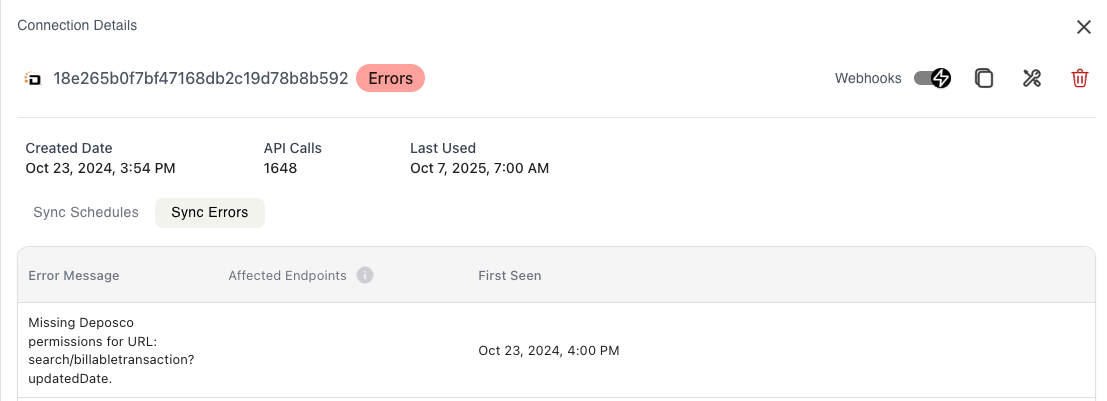 Connection Details
18e265b0f7bf47168db2c19d78b8b592 Errors Webhooks
Created Date API Calls Last Used
Oct 23, 2024, 3:54 PM 1648 Oct 7, 2025, 7:00 AM
Sync Schedules Sync Errors
Error Message Affected Endpoints i First Seen
Missing Deposco
permissions for URL:
search/billabletransaction?
updatedDate.
Oct 23, 2024, 4:00 PM